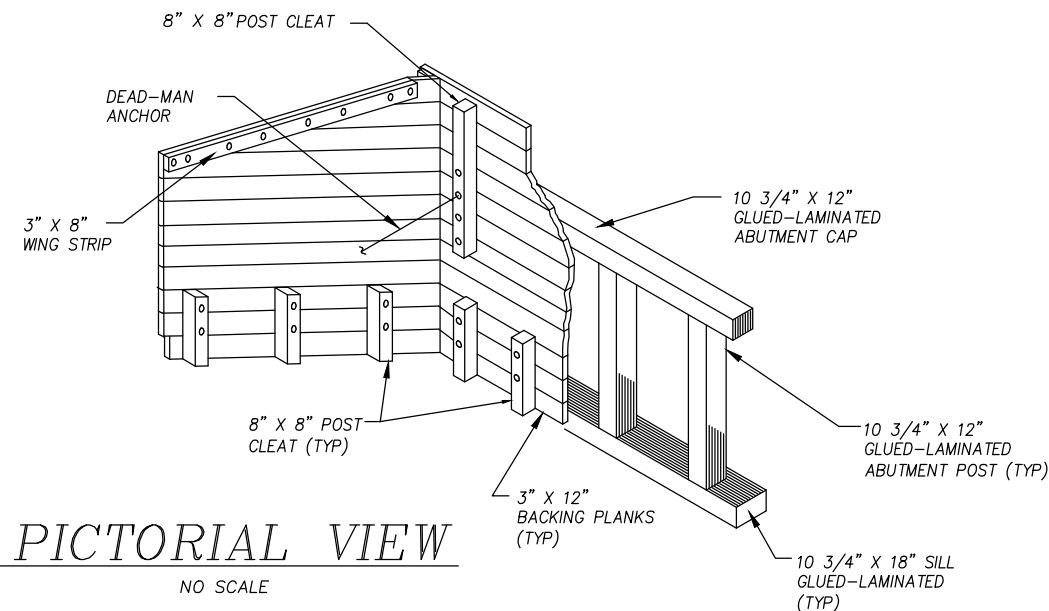 8” X 8” POST CLEAT
DEAD-MAN
ANCHOR
3” X 8”
WING STRIP
10 3/4” X 12”
GLUED-LAMINATED
ABUTMENT CAP
8” X 8” POST
CLEAT (TYP)
10 3/4” X 12”
GLUED-LAMINATED
ABUTMENT POST (TYP)
3” X 12”
BACKING PLANKS
(TYP)
10 3/4” X 18” SILL
GLUED-LAMINATED
(TYP)
PICTORIAL VIEW
NO SCALE